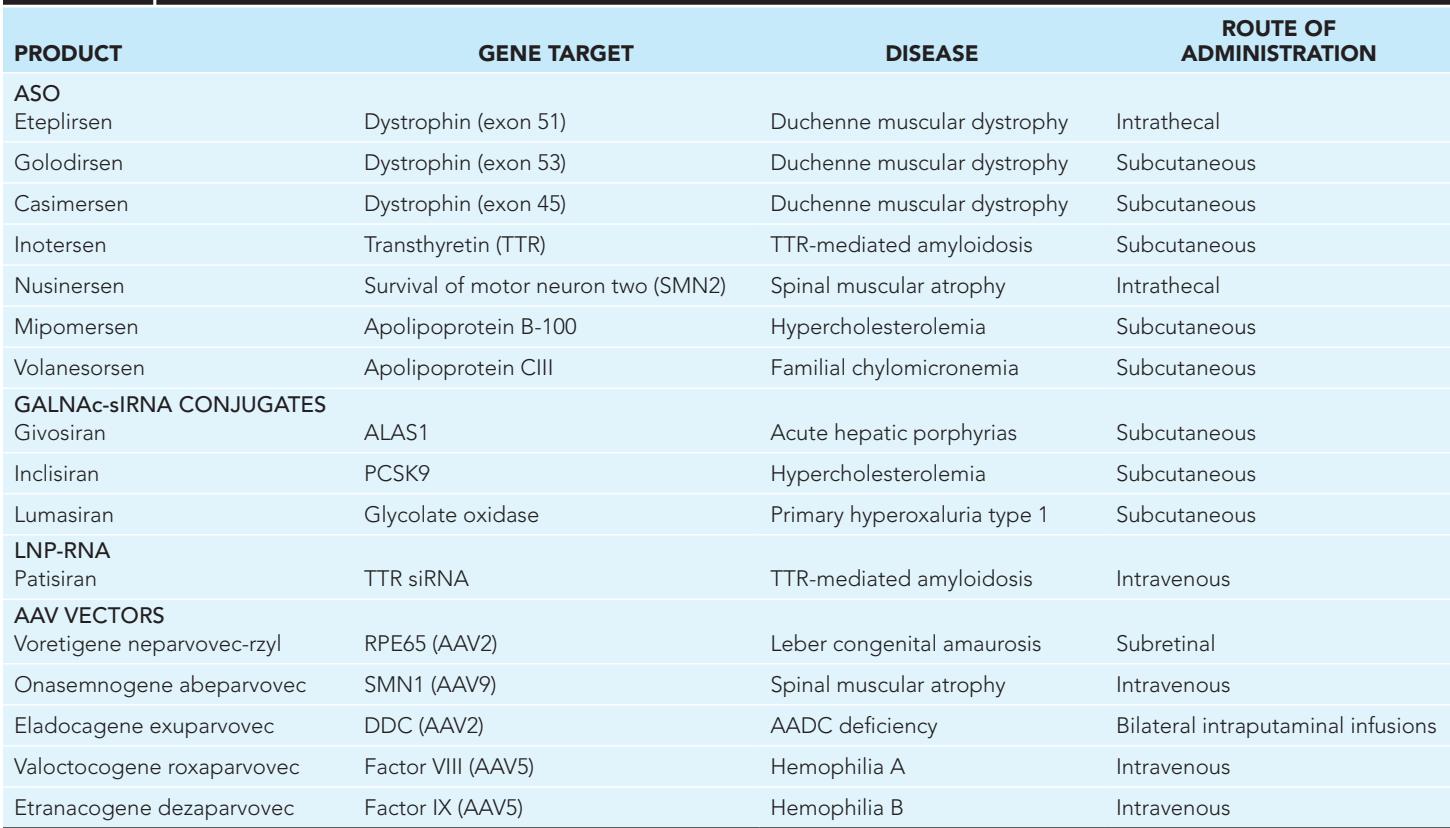 PRODUCT GENE TARGET DISEASE ROUTE OF ADMINISTRATION
ASO
Eteplirsen Dystrophin (exon 51) Duchenne muscular dystrophy Intrathecal
Golodirsen Dystrophin (exon 53) Duchenne muscular dystrophy Subcutaneous
Casimersen Dystrophin (exon 45) Duchenne muscular dystrophy Subcutaneous
Inotersen Transthyretin (TTR) TTR-mediated amyloidosis Subcutaneous
Nusinersen Survival of motor neuron two (SMN2) Spinal muscular atrophy Intrathecal
Mipomersen Apolipoprotein B-100 Hypercholesterolemia Subcutaneous
Volanesorsen Apolipoprotein CIII Familial chylomicronemia Subcutaneous
GALNAc-sIRNA CONJUGATES
Givosiran ALAS1 Acute hepatic porphyrias Subcutaneous
Inclisiran PCSK9 Hypercholesterolemia Subcutaneous
Lumasiran Glycolate oxidase Primary hyperoxaluria type 1 Subcutaneous
LNP-RNA
Patisiran TTR siRNA TTR-mediated amyloidosis Intravenous
AAV VECTORS
Voretigene neparvovec-rzyl RPE65 (AAV2) Leber congenital amaurosis Subretinal
Onasemnogene abeparvovec SMN1 (AAV9) Spinal muscular atrophy Intravenous
Eladocagene exuparvovec DDC (AAV2) AADC deficiency Bilateral intraputaminal infusions
Valoctocogene roxaparvovec Factor VIII (AAV5) Hemophilia A Intravenous
Etranacogene dezaparvovec Factor IX (AAV5) Hemophilia B Intravenous